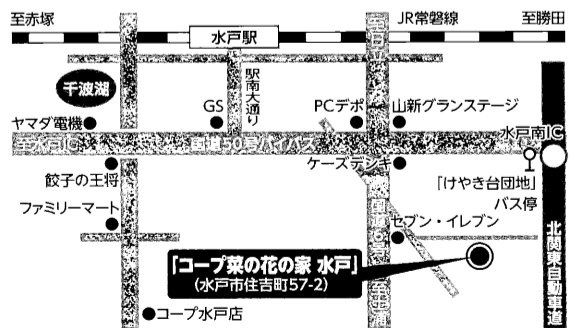 至赤塚
水戸駅
JR常磐線
至勝田
千波湖
駅南大通り
GS
PCデポ
山新グランステージ
ヤマダ電機
水戸南IC
至水戸IC
国道50号バイパス
ケーズデンキ
餃子の王将
「けやき台団地」
バス停
ファミリーマート
セブン・イレブン
北関東自動車道
「コープ菜の花の家 水戸」
(水戸市住吉町57-2)
コープ水戸店